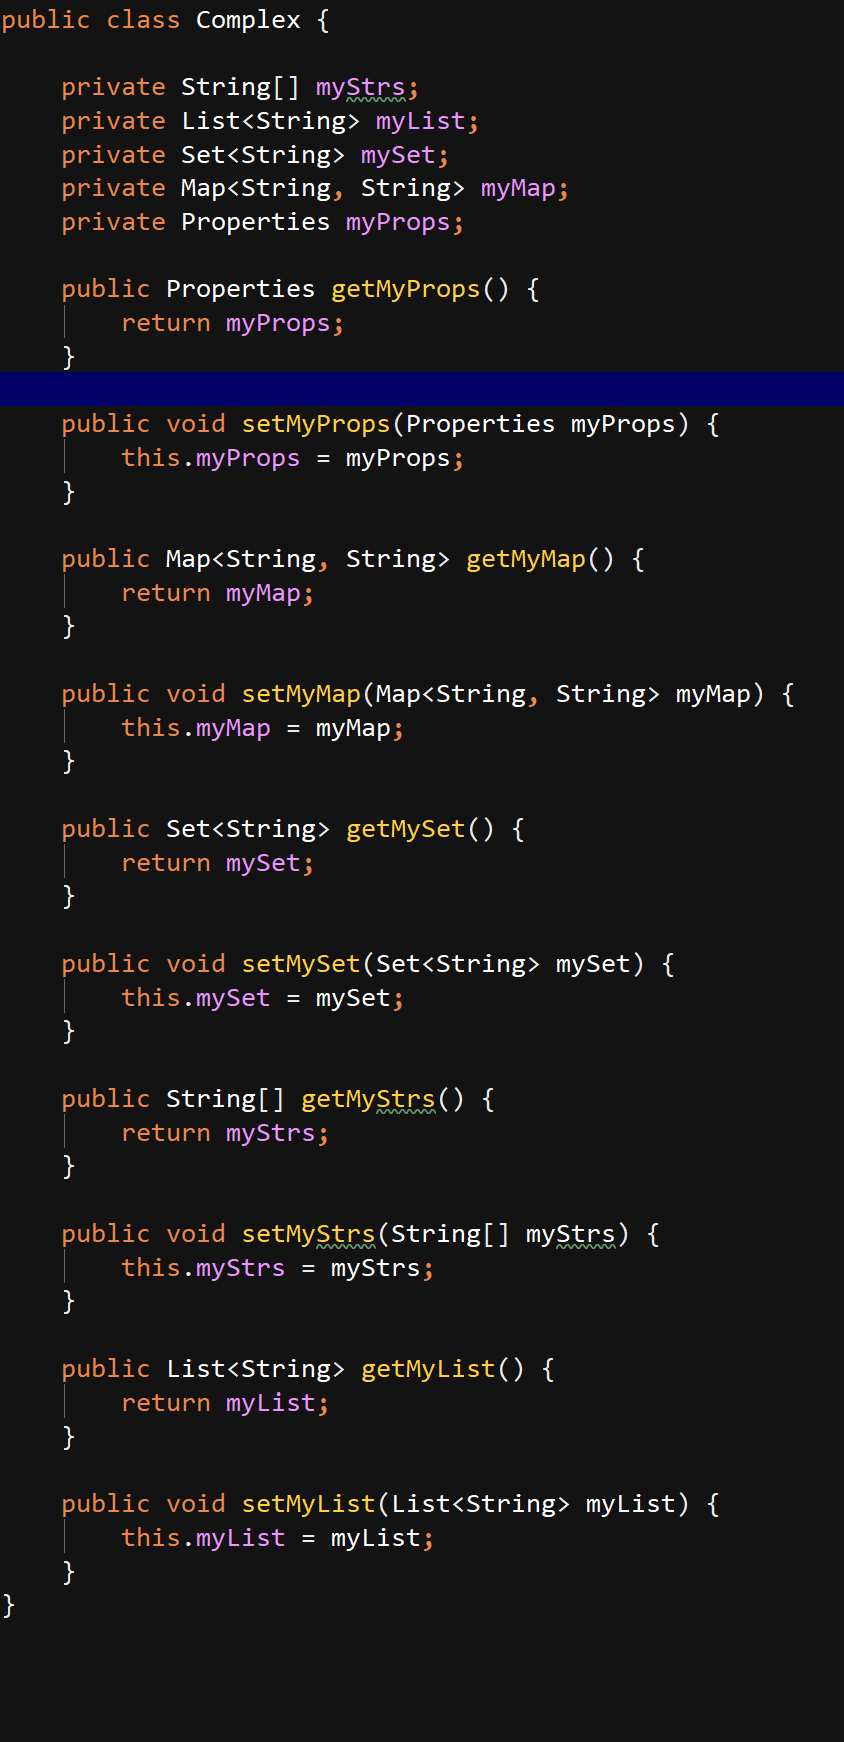 public class Complex {
    private String[] myStrs;
    private List<String> myList;
    private Set<String> mySet;
    private Map<String, String> myMap;
    private Properties myProps;
    public Properties getMyProps() {
        return myProps;
    }
    public void setMyProps(Properties myProps) {
        this.myProps = myProps;
    }
    public Map<String, String> getMyMap() {
        return myMap;
    }
    public void setMyMap(Map<String, String> myMap) {
        this.myMap = myMap;
    }
    public Set<String> getMySet() {
        return mySet;
    }
    public void setMySet(Set<String> mySet) {
        this.mySet = mySet;
    }
    public String[] getMyStrs() {
        return myStrs;
    }
    public void setMyStrs(String[] myStrs) {
        this.myStrs = myStrs;
    }
    public List<String> getMyList() {
        return myList;
    }
    public void setMyList(List<String> myList) {
        this.myList = myList;
    }
}